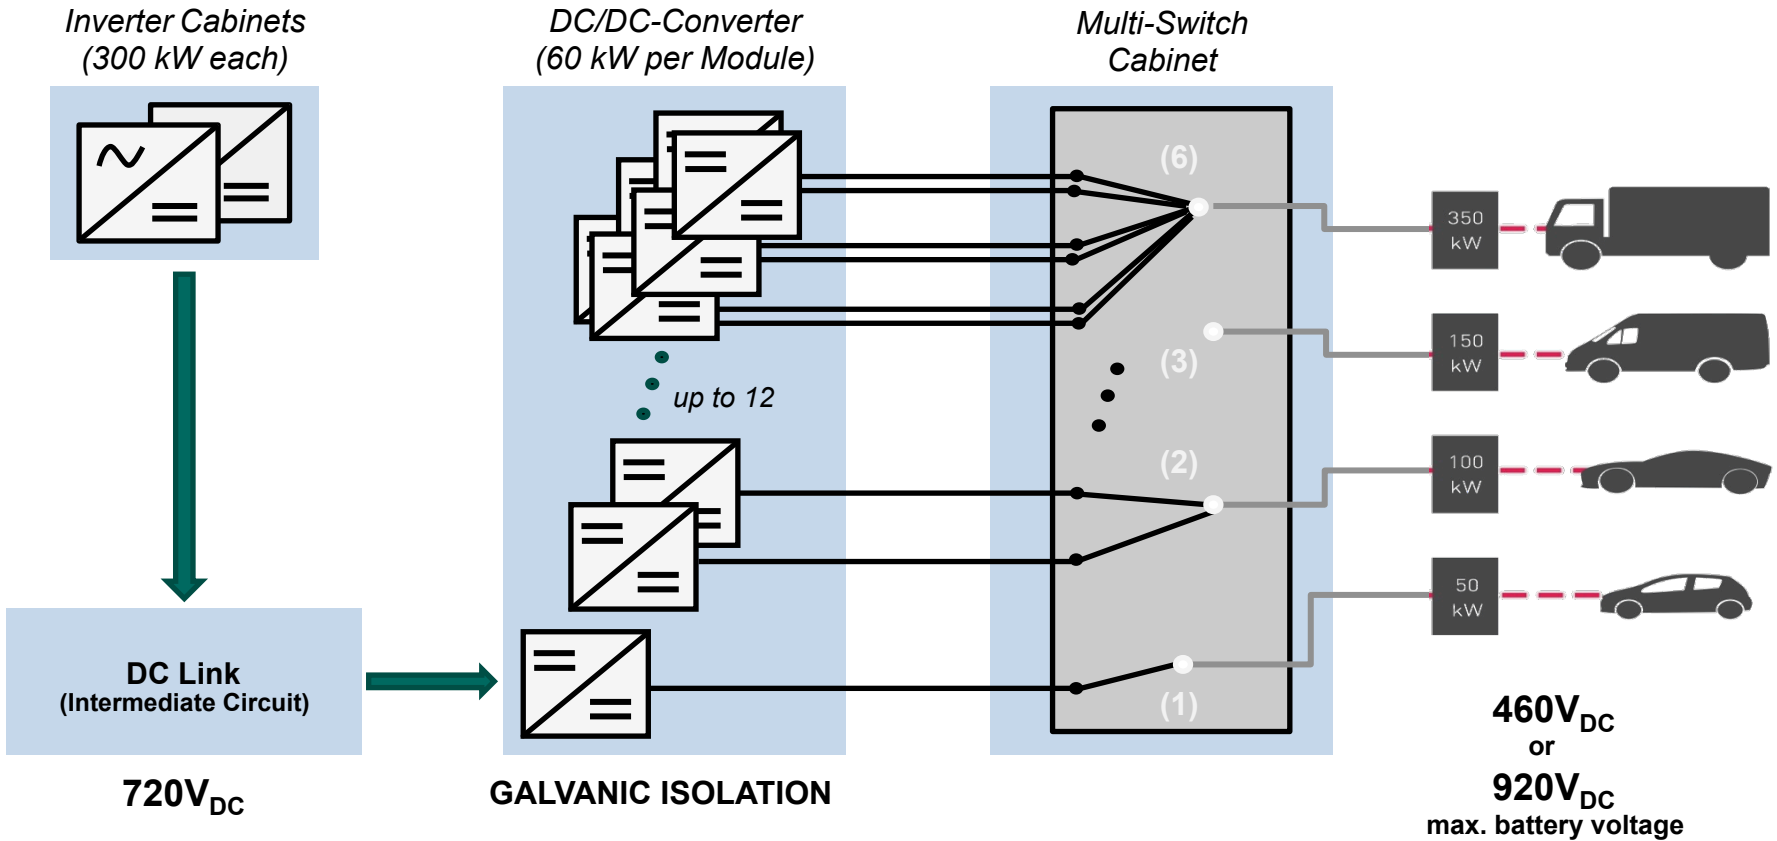 Inverter Cabinets
(300 kW each)
DC/DC-Converter
(60 kW per Module)
Multi-Switch
Cabinet
(6)
350
kW
(3)
150
kW
up to 12
(2)
100
kW
50
kW
DC Link
(Intermediate Circuit)
(1)
720VDC
GALVANIC ISOLATION
460VDC
or
920VDC
max. battery voltage